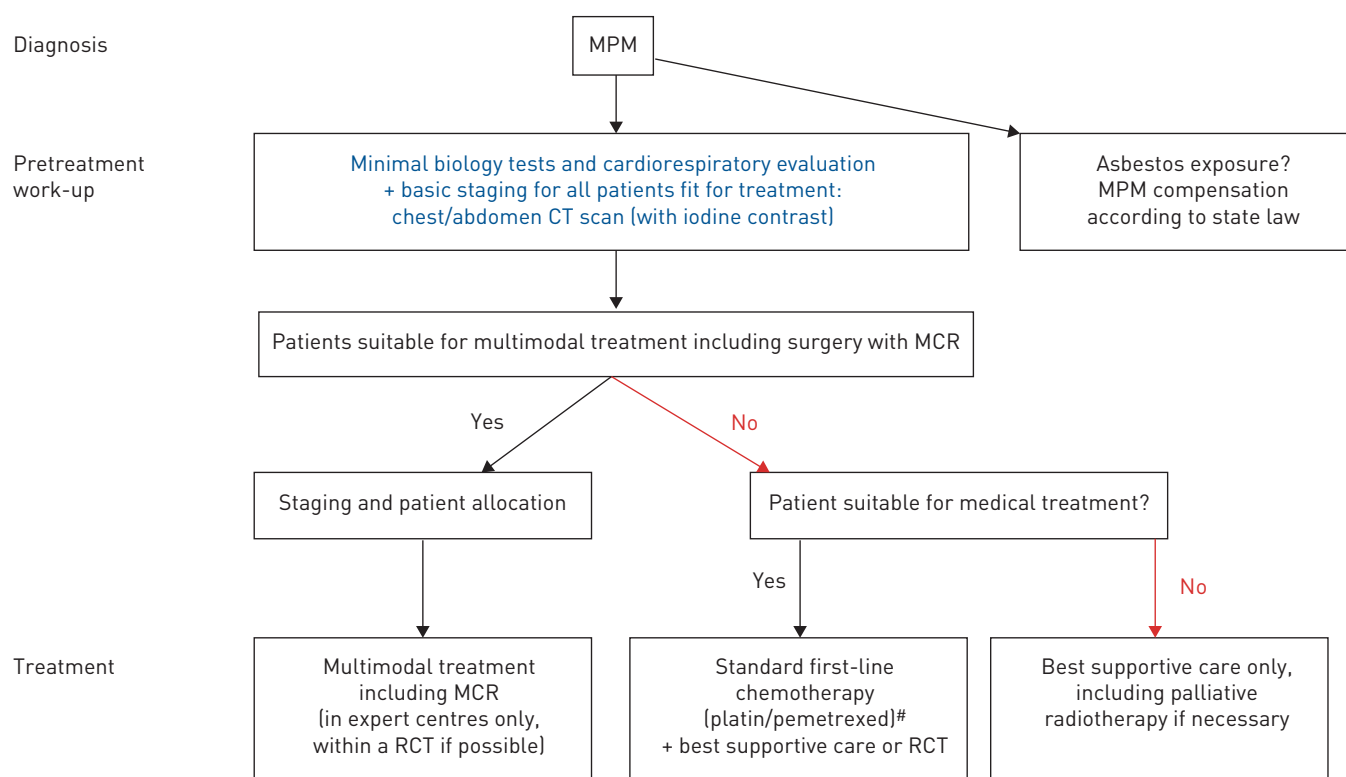 Diagnosis
MPM
Pretreatment
work-up
Minimal biology tests and cardiorespiratory evaluation
+ basic staging for all patients fit for treatment:
chest/abdomen CT scan (with iodine contrast)
Asbestos exposure?
MPM compensation
according to state law
Patients suitable for multimodal treatment including surgery with MCR
Yes
No
Staging and patient allocation
Patient suitable for medical treatment?
Yes
No
Treatment
Multimodal treatment
including MCR
(in expert centres only,
within a RCT if possible)
Standard first-line
chemotherapy
(platin/pemetrexed)#
+ best supportive care or RCT
Best supportive care only,
including palliative
radiotherapy if necessary